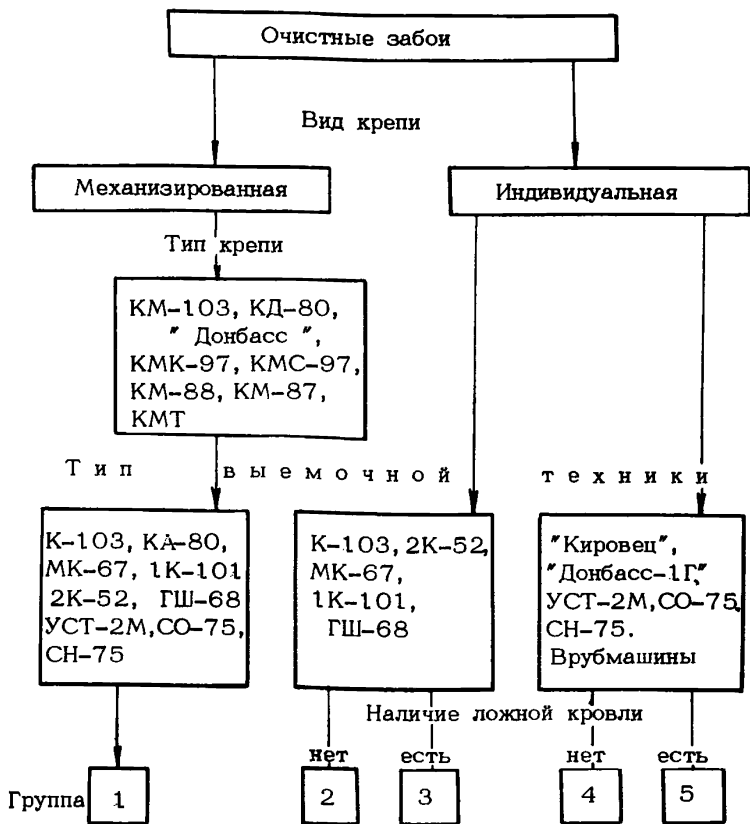 Очистные забои
Вид крепи
Механизированная
Индивидуальная
Тип крепи
КМ-103, КД-80,
" Донбасс ",
КМК-97, КМС-97,
КМ-88, КМ-87,
КМТ
Тип выемочной техники
К-103, КА-80,
МК-67, 1К-101
2К-52, ГШ-68
УСТ-2М, СО-75,
СН-75
К-103, 2К-52,
МК-67,
1К-101,
ГШ-68
"Кировец",
"Донбасс-1Г",
УСТ-2М, СО-75,
СН-75.
Врубмашины
Наличие ложной кровли
нет есть нет есть
Группа 1 2 3 4 5